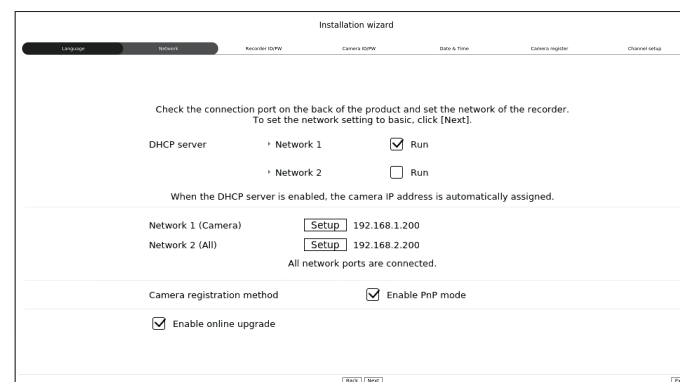 Installation wizard
Language Network Recorder ID/PW Camera ID/PW Date & Time Camera register Channel setup
Check the connection port on the back of the product and set the network of the recorder.
To set the network setting to basic, click [Next].
DHCP server Network 1 Run
Network 2 Run
When the DHCP server is enabled, the camera IP address is automatically assigned.
Network 1 (Camera) Setup 192.168.1.200
Network 2 (All) Setup 192.168.2.200
All network ports are connected.
Camera registration method Enable PnP mode
Enable online upgrade
Back Next